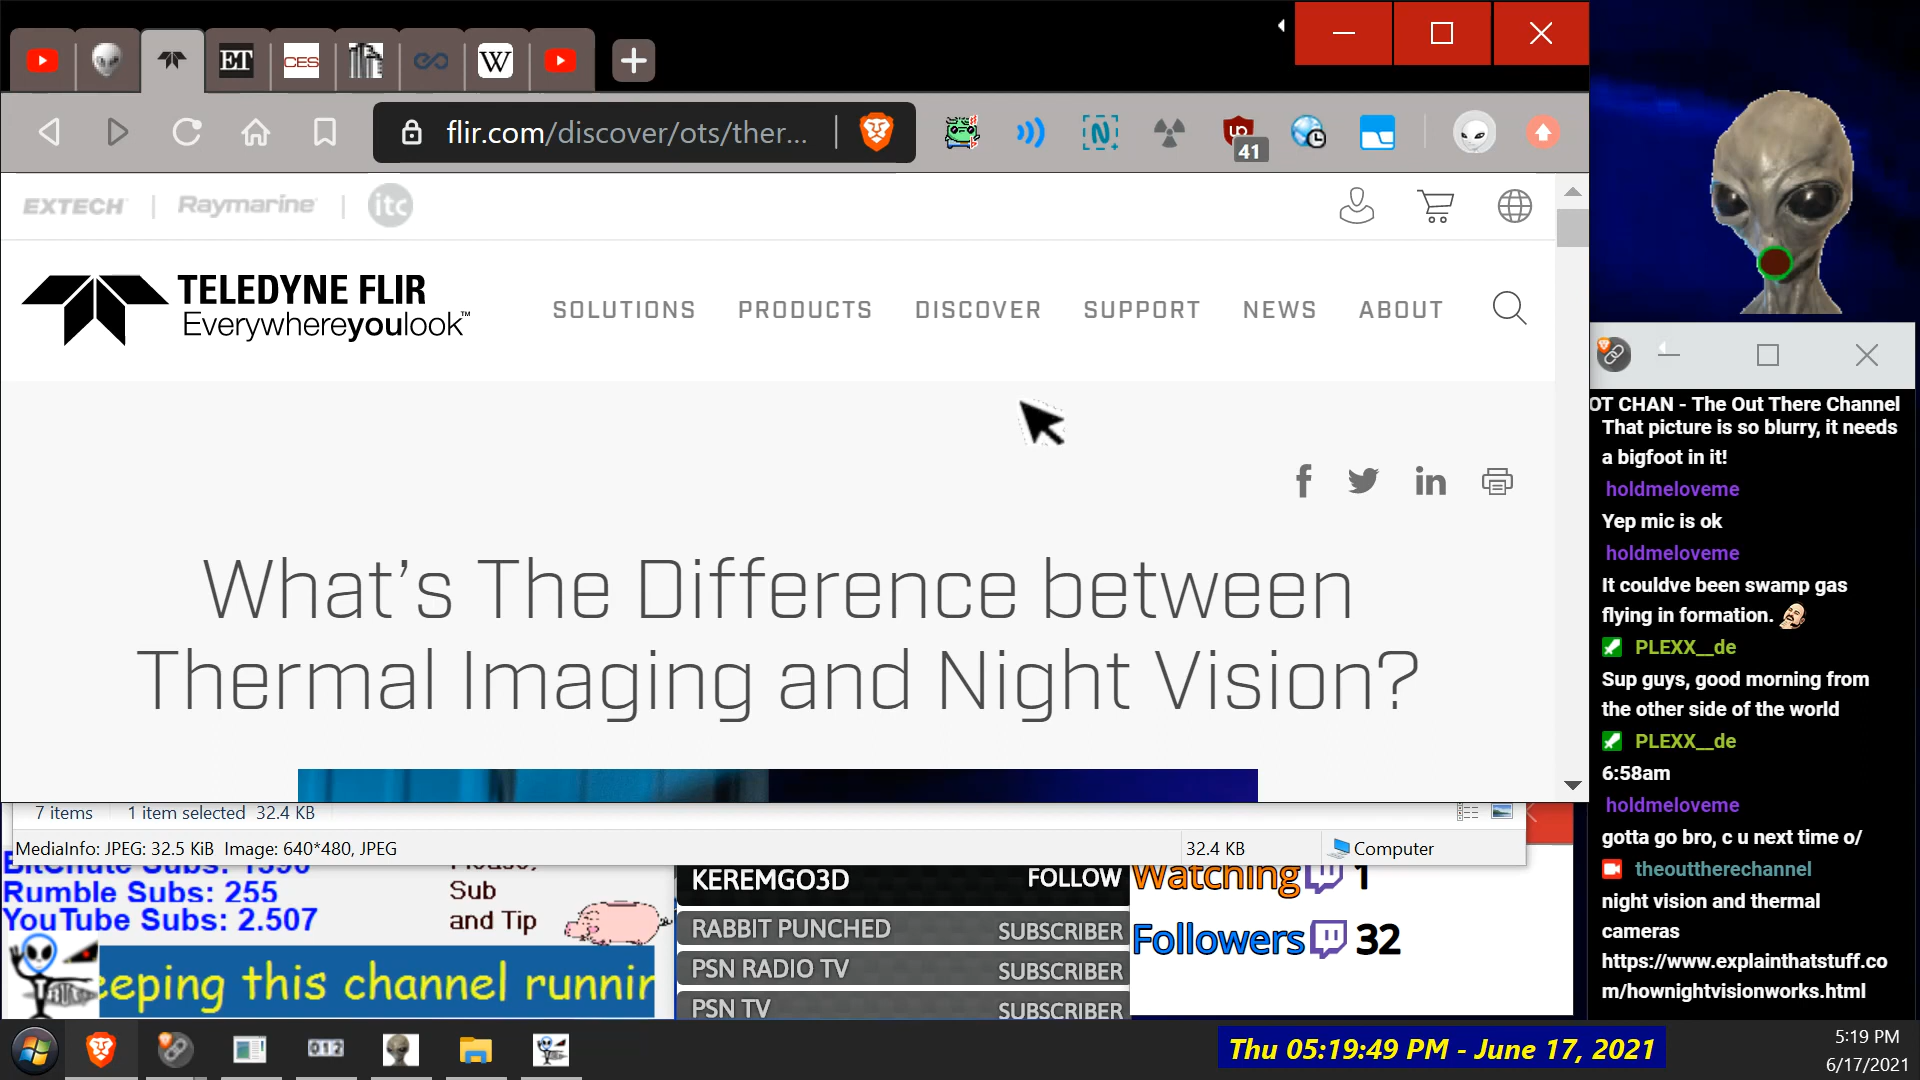 flir.com/discover/ots/ther...
41
EXTECH | Raymarine | itc
TELEDYNE FLIR
Everywhereyoulook™
SOLUTIONS PRODUCTS DISCOVER SUPPORT NEWS ABOUT
What's The Difference between
Thermal Imaging and Night Vision?
7 items 1 item selected 32.4 KB
MediaInfo: JPEG: 32.5 KiB Image: 640*480, JPEG
32.4 KB
Computer
Rumble Subs: 255
YouTube Subs: 2.507
Sub
and Tip
eeping this channel runnin
KEREMGO3D FOLLOW
RABBIT PUNCHED SUBSCRIBER
PSN RADIO TV SUBSCRIBER
PSN TV SUBSCRIBER
Watching 1
Followers 32
OT CHAN - The Out There Channel
That picture is so blurry, it needs
a bigfoot in it!
holdmeloveme
Yep mic is ok
holdmeloveme
It couldve been swamp gas
flying in formation.
PLEXX__de
Sup guys, good morning from
the other side of the world
PLEXX__de
6:58am
holdmeloveme
gotta go bro, c u next time o/
theouttherechannel
night vision and thermal
cameras
https://www.explainthatstuff.co
m/hownightvisionworks.html
Thu 05:19:49 PM - June 17, 2021
5:19 PM
6/17/2021